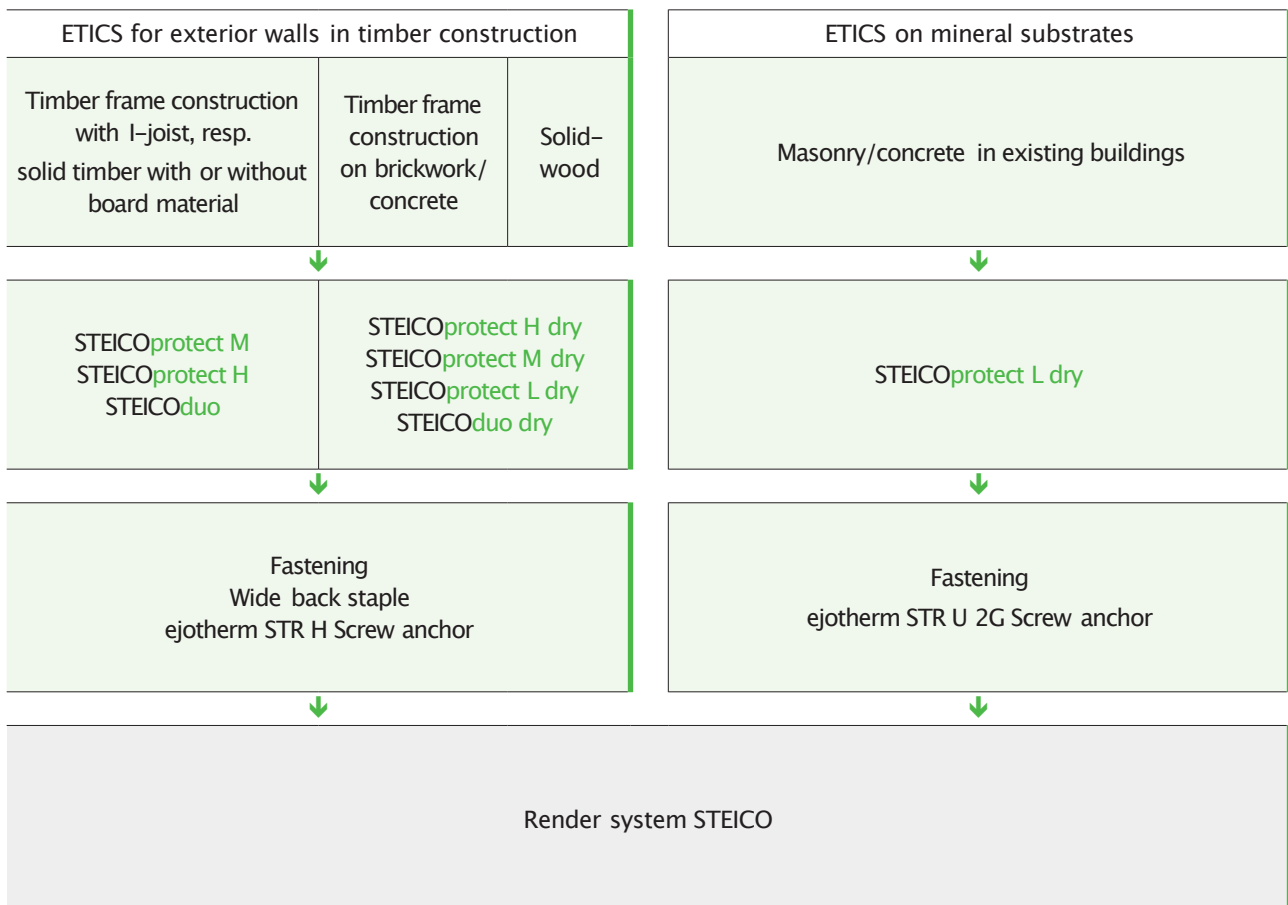 ETICS for exterior walls in timber construction
Timber frame construction
with I-joist, resp.
solid timber with or without
board material
Timber frame
construction
on brickwork/
concrete
Solid-
wood
STEICOprotect M
STEICOprotect H
STEICOduo
STEICOprotect H dry
STEICOprotect M dry
STEICOprotect L dry
STEICOduo dry
Fastening
Wide back staple
ejotherm STR H Screw anchor
ETICS on mineral substrates
Masonry/concrete in existing buildings
STEICOprotect L dry
Fastening
ejotherm STR U 2G Screw anchor
Render system STEICO